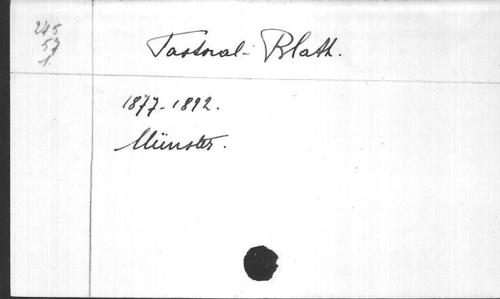 245
57
1.
Pastoral-Blatt.
1877-1892.
Münster.